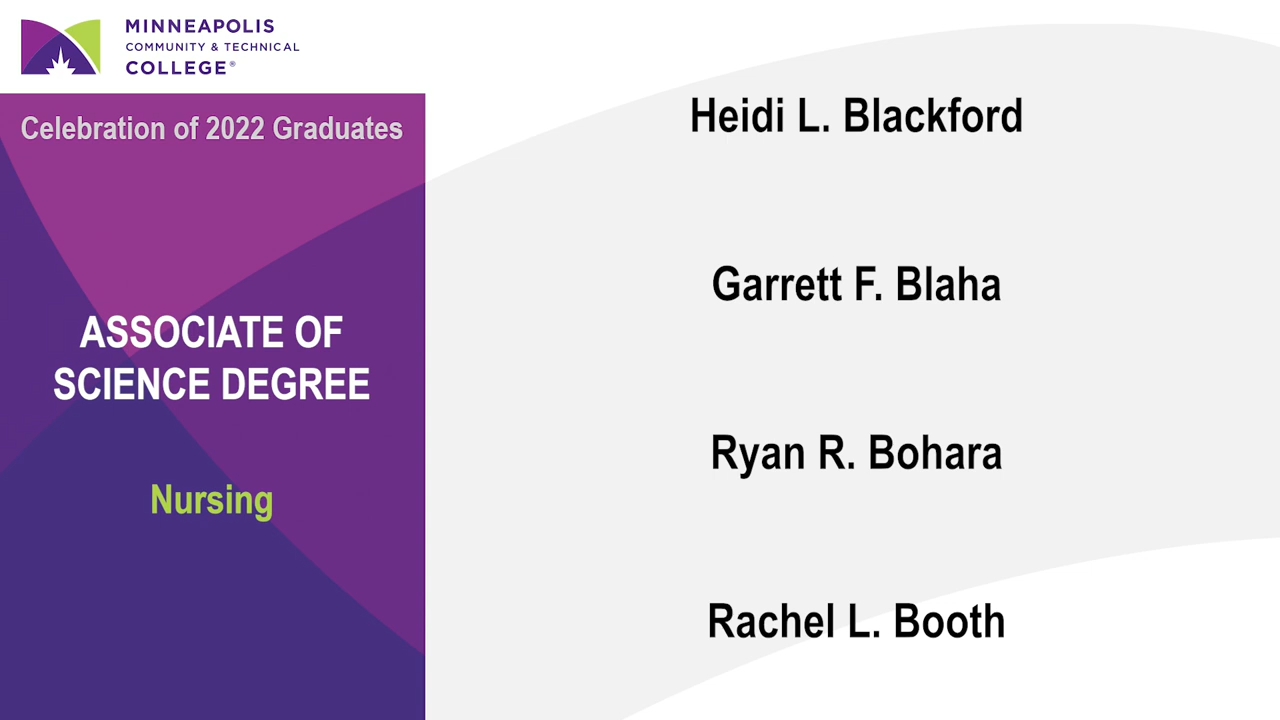 MINNEAPOLIS
COMMUNITY & TECHNICAL
COLLEGE®
Celebration of 2022 Graduates
ASSOCIATE OF
SCIENCE DEGREE
Nursing
Heidi L. Blackford
Garrett F. Blaha
Ryan R. Bohara
Rachel L. Booth